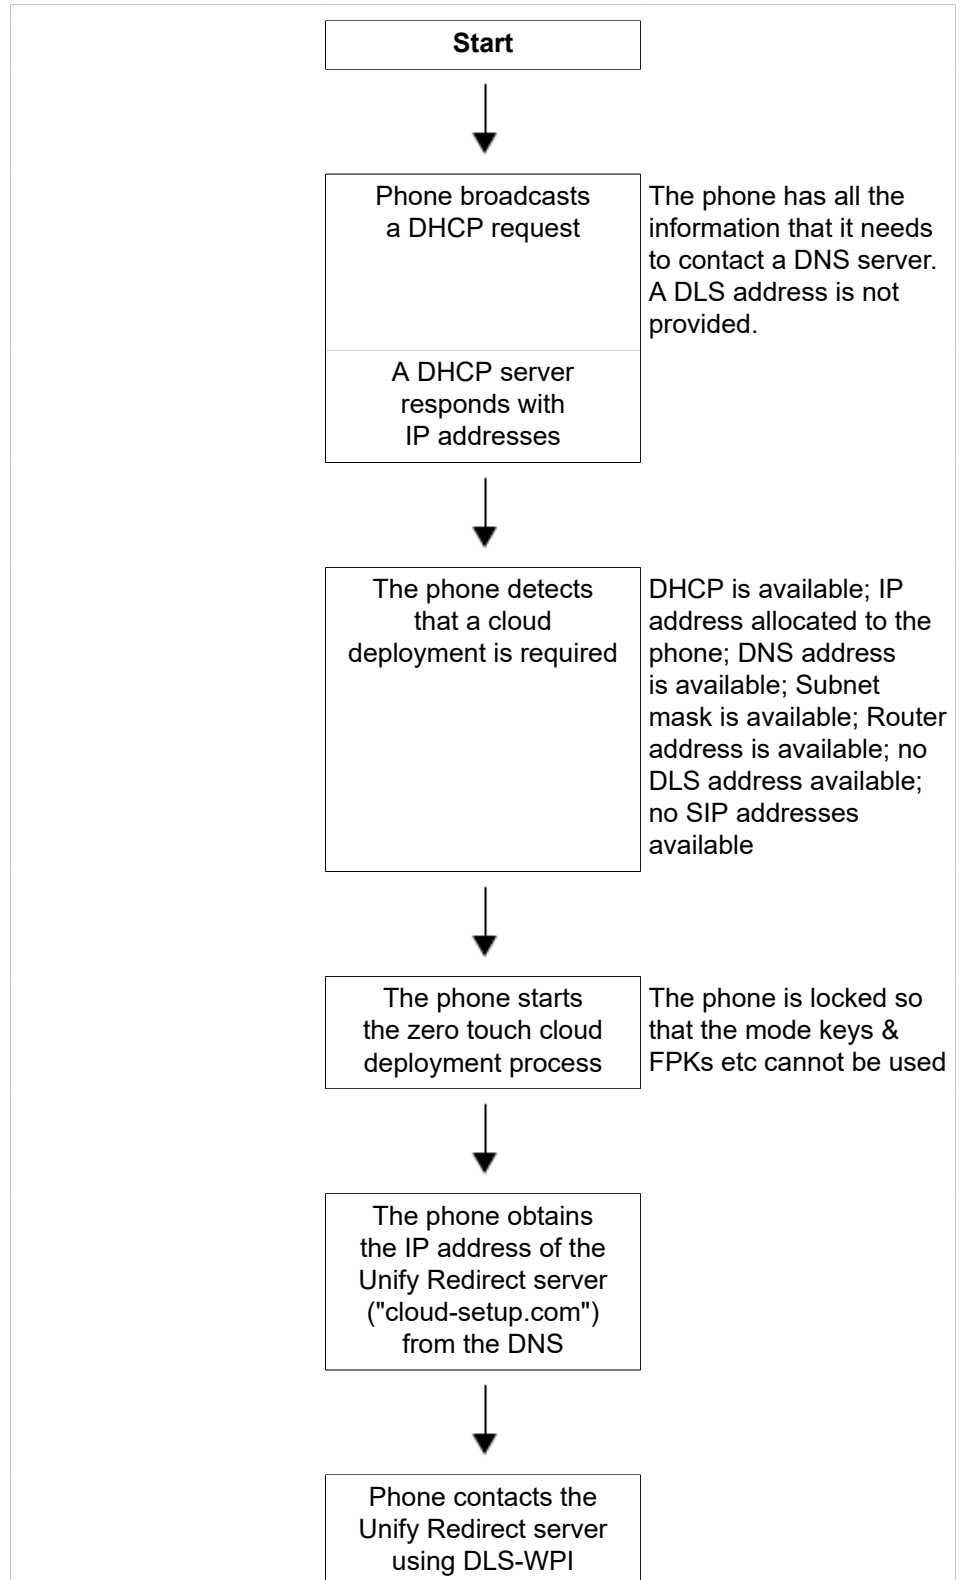 Start
Phone broadcasts
a DHCP request
The phone has all the
information that it needs
to contact a DNS server.
A DLS address is not
provided.
A DHCP server
responds with
IP addresses
The phone detects
that a cloud
deployment is required
DHCP is available; IP
address allocated to the
phone; DNS address
is available; Subnet
mask is available; Router
address is available; no
DLS address available;
no SIP addresses
available
The phone starts
the zero touch cloud
deployment process
The phone is locked so
that the mode keys &
FPKs etc cannot be used
The phone obtains
the IP address of the
Unify Redirect server
("cloud-setup.com")
from the DNS
Phone contacts the
Unify Redirect server
using DLS-WPI